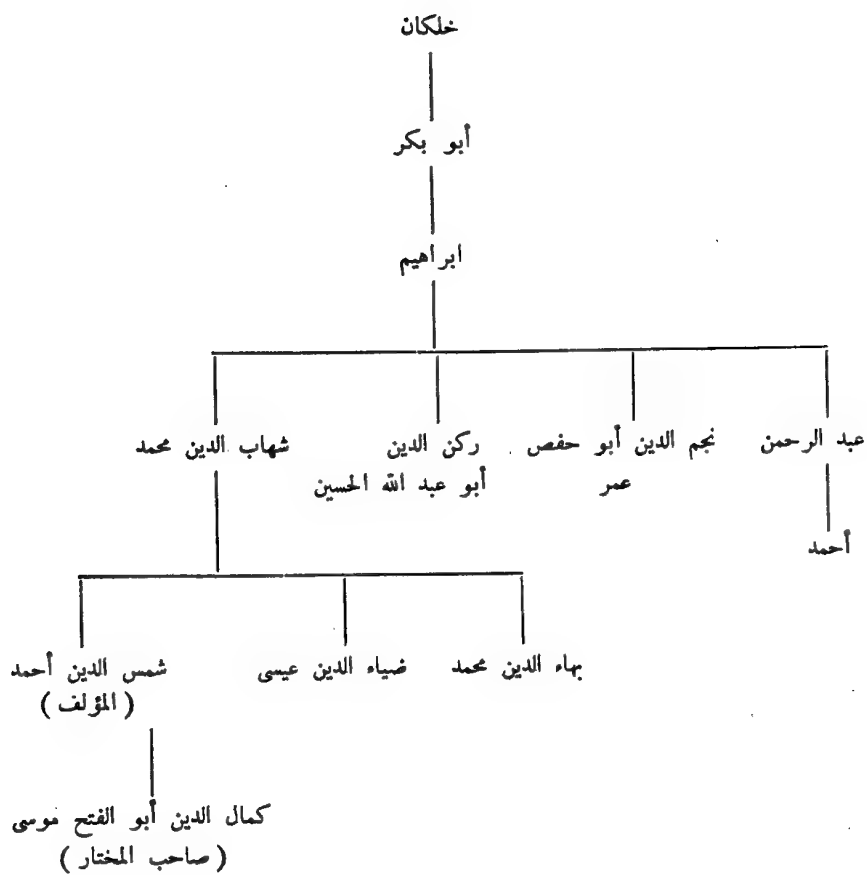 خلكان
أبو بكر
ابراهيم
عبد الرحمن
نجم الدين أبو حفص
عمر
ركن الدين
أبو عبد الله الحسين
شهاب الدين محمد
أحمد
بهاء الدين محمد
ضياء الدين عيسى
شمس الدين أحمد
( المؤلف )
كمال الدين أبو الفتح موسى
( صاحب المختار )